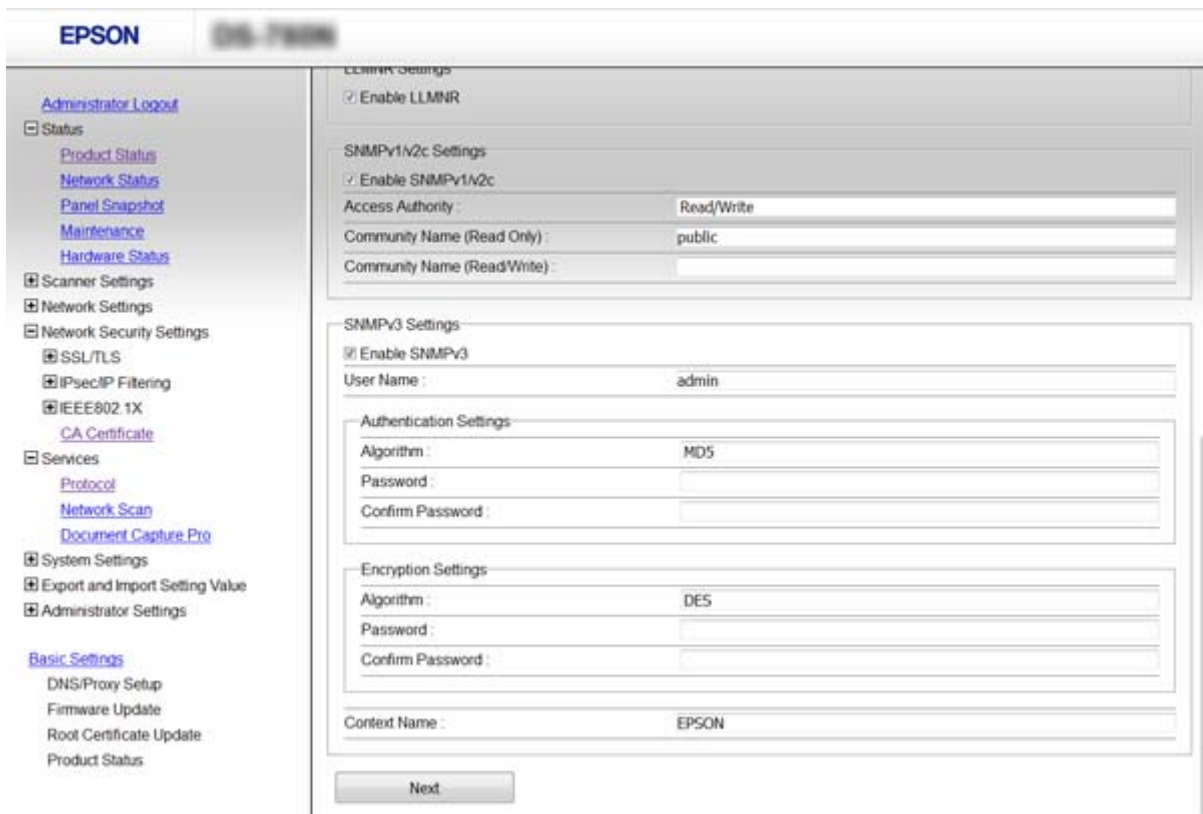 EPSON
Administrator Logout
Status
Product Status
Network Status
Panel Snapshot
Maintenance
Hardware Status
Scanner Settings
Network Settings
Network Security Settings
SSL/TLS
IPsec/IP Filtering
IEEE802.1X
CA Certificate
Services
Protocol
Network Scan
Document Capture Pro
System Settings
Export and Import Setting Value
Administrator Settings
Basic Settings
DNS/Proxy Setup
Firmware Update
Root Certificate Update
Product Status
LLMNR Settings
Enable LLMNR
SNMPv1/v2c Settings
Enable SNMPv1/v2c
Access Authority : Read/Write
Community Name (Read Only) : public
Community Name (Read/Write) :
SNMPv3 Settings
Enable SNMPv3
User Name : admin
Authentication Settings
Algorithm : MD5
Password :
Confirm Password :
Encryption Settings
Algorithm : DES
Password :
Confirm Password :
Context Name : EPSON
Next